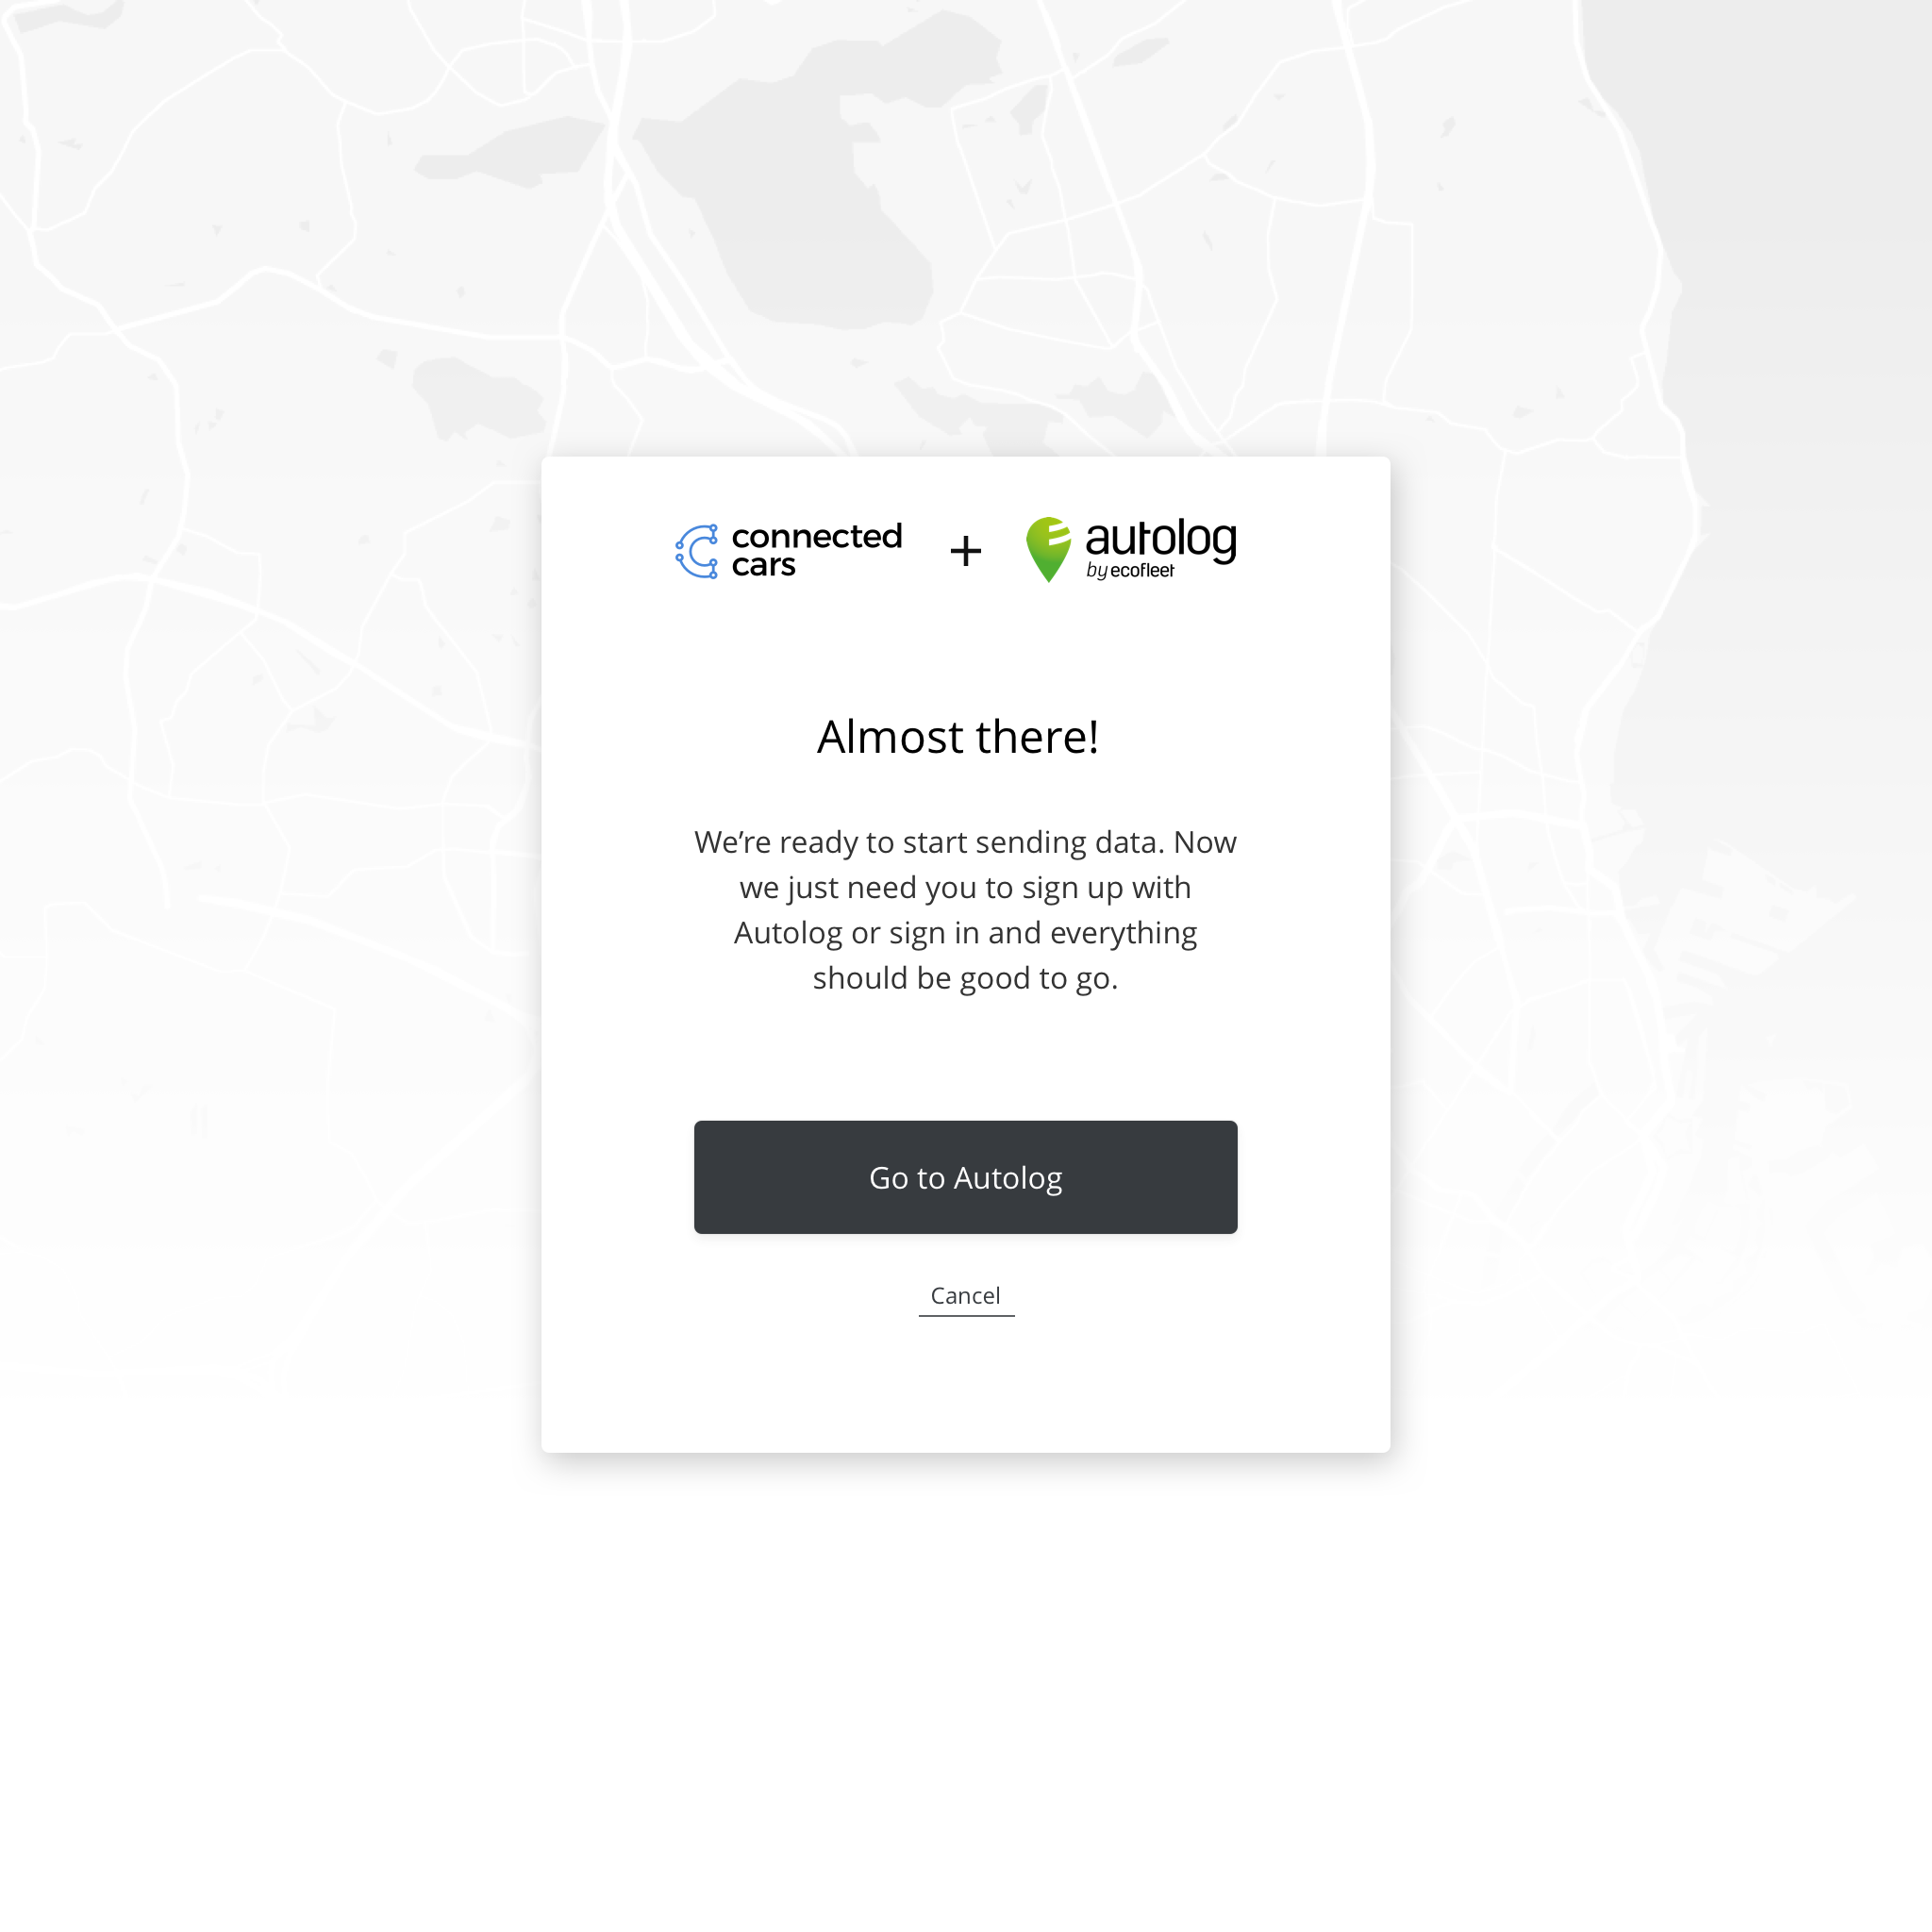 connected
cars
+
autolog
by ecofleet
Almost there!
We’re ready to start sending data. Now
we just need you to sign up with
Autolog or sign in and everything
should be good to go.
Go to Autolog
Cancel